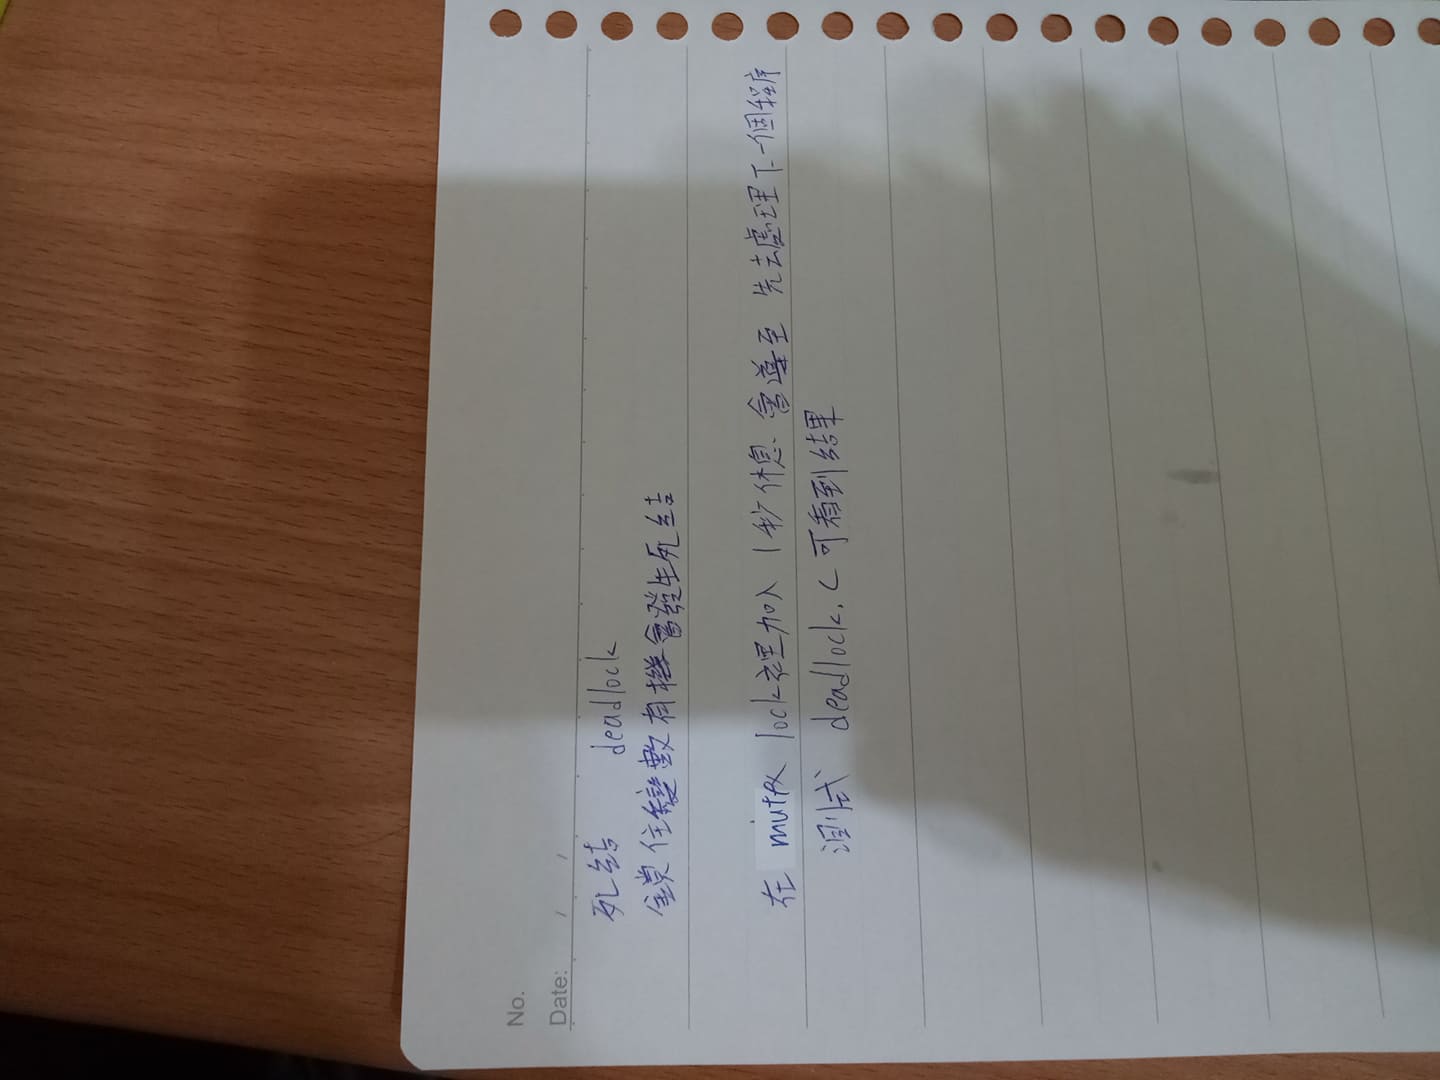 No.
Date: / /
死結 deadlock
鎖住變數有機會發生死結
在 mutex lock裡加入 1秒休息 會導至 先去處理下一個程序
測式 deadlock.c 可看到結果